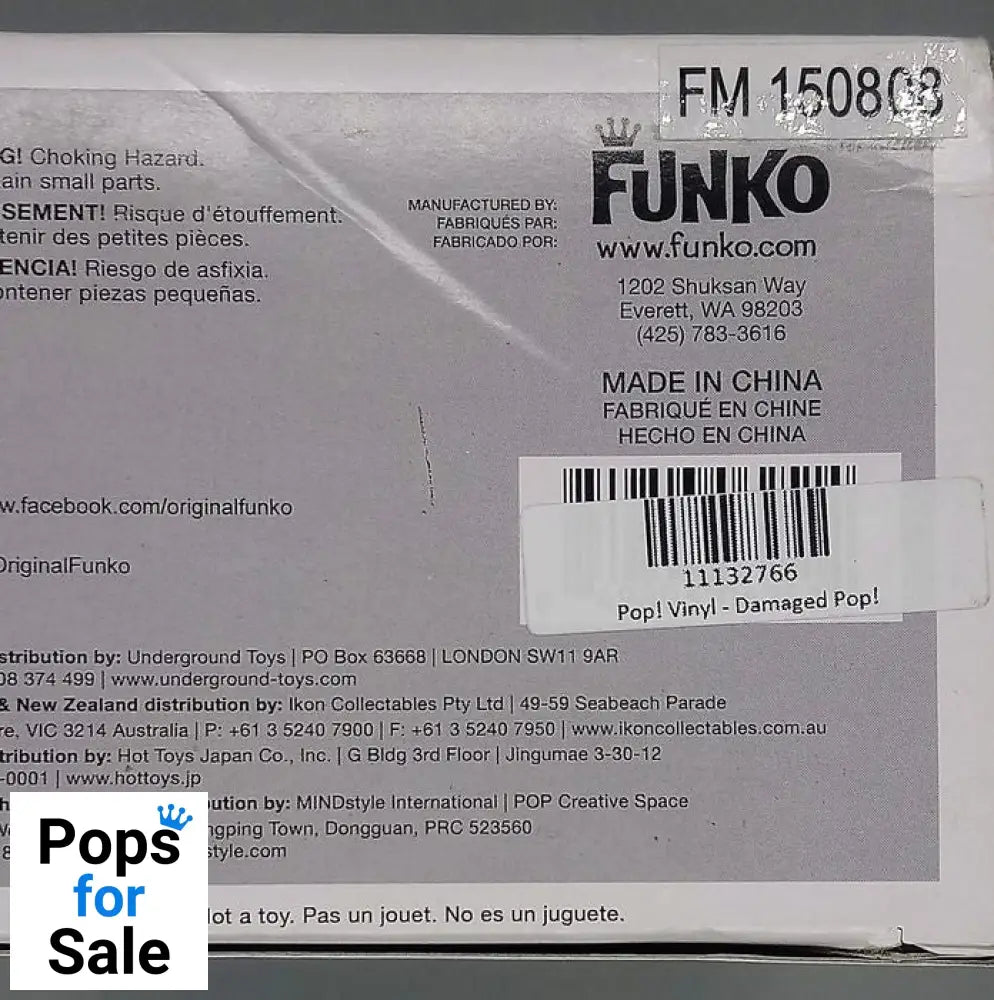 FM 150808
G! Choking Hazard.
ain small parts.
SEMENT! Risque d'étouffement.
tenir des petites pièces.
ENCIA! Riesgo de asfixia.
ontener piezas pequeñas.
MANUFACTURED BY:
FABRIQUÉS PAR:
FABRICADO POR:
FUNKO
www.funko.com
1202 Shuksan Way
Everett, WA 98203
(425) 783-3616
MADE IN CHINA
FABRIQUÉ EN CHINE
HECHO EN CHINA
w.facebook.com/originalfunko
OriginalFunko
11132766
Pop! Vinyl - Damaged Pop!
stribution by: Underground Toys | PO Box 63668 | LONDON SW11 9AR
08 374 499 | www.underground-toys.com
& New Zealand distribution by: Ikon Collectables Pty Ltd | 49-59 Seabeach Parade
re, VIC 3214 Australia | P: +61 3 5240 7900 | F: +61 3 5240 7950 | www.ikoncollectables.com.au
tribution by: Hot Toys Japan Co., Inc. | G Bldg 3rd Floor | Jingumae 3-30-12
-0001 | www.hottoys.jp
ution by: MINDstyle International | POP Creative Space
ngping Town, Dongguan, PRC 523560
style.com
lot a toy. Pas un jouet. No es un juguete.
Pops
for
Sale